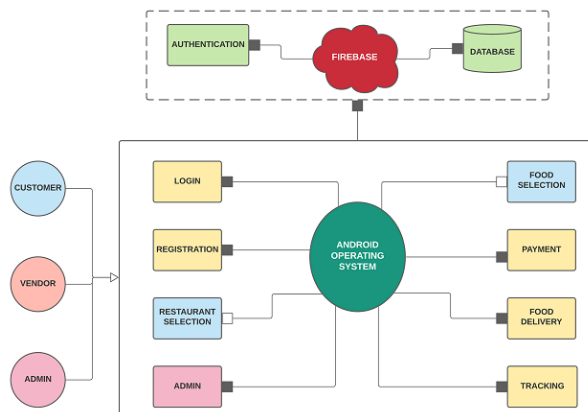 AUTHENTICATION
FIREBASE
DATABASE
CUSTOMER
VENDOR
ADMIN
LOGIN
REGISTRATION
RESTAURANT
SELECTION
ADMIN
ANDROID
OPERATING
SYSTEM
FOOD
SELECTION
PAYMENT
FOOD
DELIVERY
TRACKING